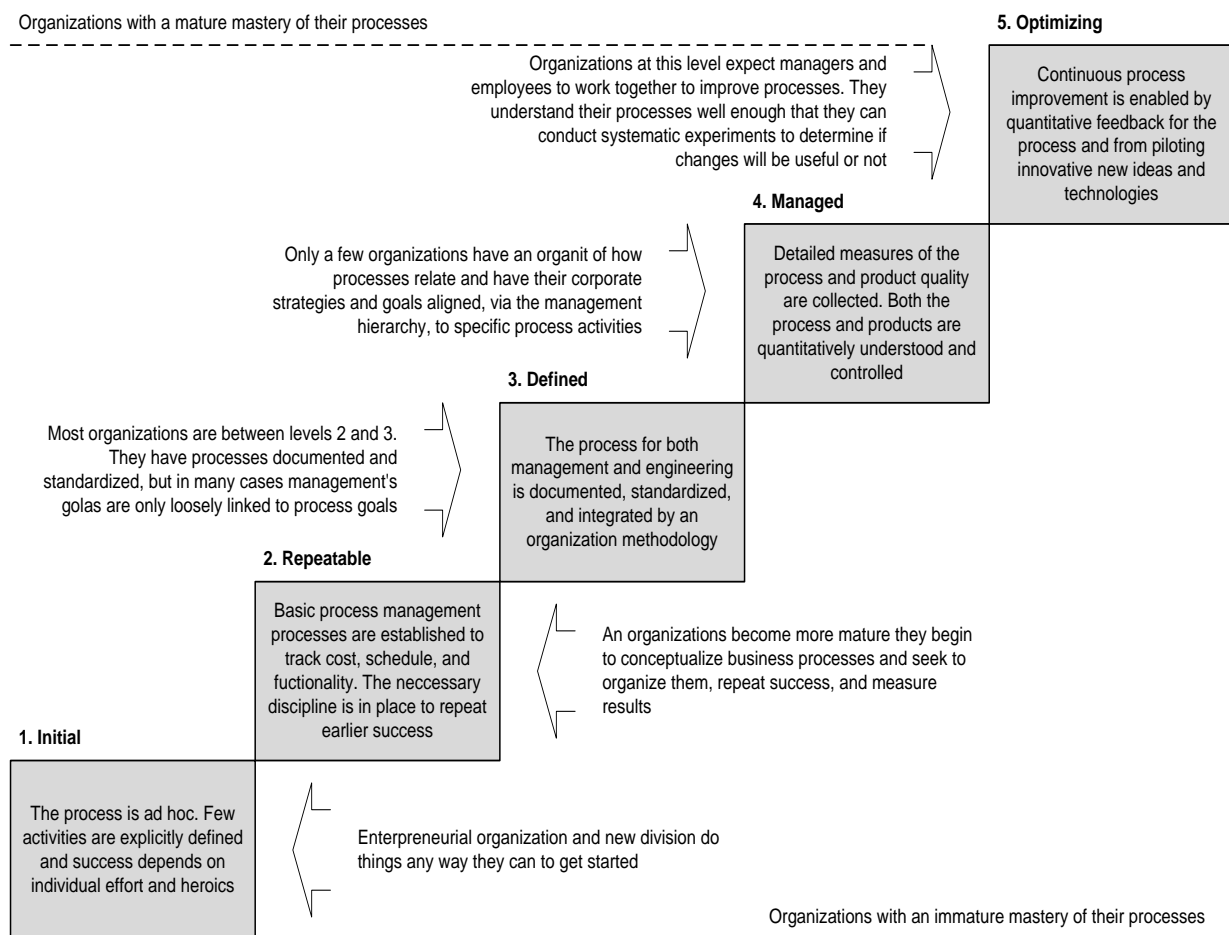 Organizations with a mature mastery of their processes
5. Optimizing
Organizations at this level expect managers and
employees to work together to improve processes. They
understand their processes well enough that they can
conduct systematic experiments to determine if
changes will be useful or not
Continuous process
improvement is enabled by
quantitative feedback for the
process and from piloting
innovative new ideas and
technologies
4. Managed
Only a few organizations have an organit of how
processes relate and have their corporate
strategies and goals aligned, via the management
hierarchy, to specific process activities
Detailed measures of the
process and product quality
are collected. Both the
process and products are
quantitatively understood and
controlled
3. Defined
Most organizations are between levels 2 and 3.
They have processes documented and
standardized, but in many cases management's
golas are only loosely linked to process goals
The process for both
management and engineering
is documented, standardized,
and integrated by an
organization methodology
2. Repeatable
Basic process management
processes are established to
track cost, schedule, and
fuctionality. The neccessary
discipline is in place to repeat
earlier success
An organizations become more mature they begin
to conceptualize business processes and seek to
organize them, repeat success, and measure
results
1. Initial
The process is ad hoc. Few
activities are explicitly defined
and success depends on
individual effort and heroics
Enterpreneurial organization and new division do
things any way they can to get started
Organizations with an immature mastery of their processes